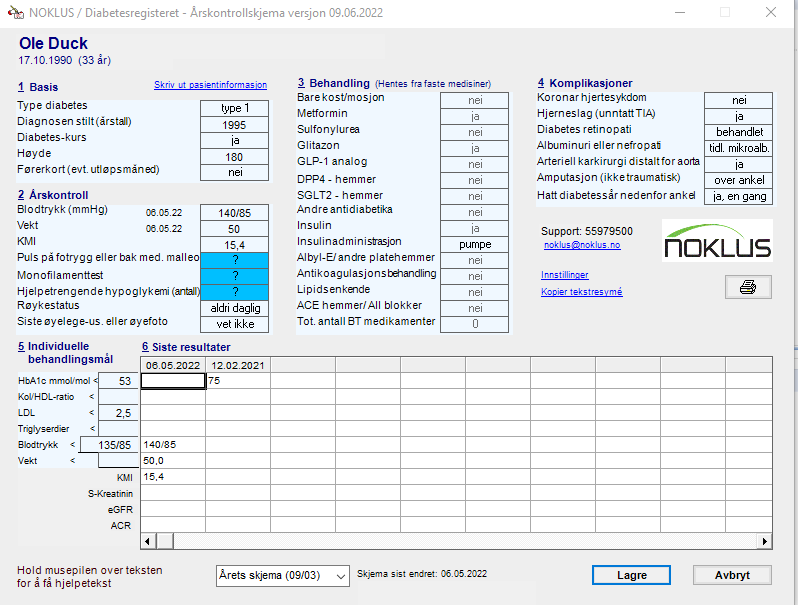 NOKLUS / Diabetesregisteret - Årskontrollskjema versjon 09.06.2022
Ole Duck
17.10.1990 (33 år)
1 Basis
Skriv ut pasientinformasjon
Type diabetes type 1
Diagnosen stilt (årstall) 1995
Diabetes-kurs ja
Høyde 180
Førerkort (evt. utløpsmåned) nei
2 Årskontroll
Blodtrykk (mmHg) 06.05.22 140/85
Vekt 06.05.22 50
KMI 15,4
Puls på fotrygg eller bak med. malleo ?
Monofilamenttest ?
Hjelpetrengende hypoglykemi (antall) ?
Røykestatus aldri daglig
Siste øyelege-us. eller øyefoto vet ikke
3 Behandling (Hentes fra faste medisiner)
Bare kost/mosjon nei
Metformin ja
Sulfonylurea nei
Glitazon ja
GLP-1 analog nei
DPP4 - hemmer nei
SGLT2 - hemmer nei
Andre antidiabetika nei
Insulin ja
Insulinadministrasjon pumpe
Albyl-E/ andre platehemmer nei
Antikoagulasjonsbehandling nei
Lipidsenkende nei
ACE hemmer/ AII blokker nei
Tot. antall BT medikamenter 0
4 Komplikasjoner
Koronar hjertesykdom nei
Hjerneslag (unntatt TIA) ja
Diabetes retinopati behandlet
Albuminuri eller nefropati tidl. mikroalb.
Arteriell karkirurgi distalt for aorta ja
Amputasjon (ikke traumatisk) over ankel
Hatt diabetessår nedenfor ankel ja, en gang
Support: 55979500
noklus@noklus.no
NOKLUS
Innstillinger
Kopier tekstresymé
5 Individuelle
behandlingsmål
6 Siste resultater
06.05.2022 12.02.2021
HbA1c mmol/mol < 53 75
Kol/HDL-ratio <
LDL < 2,5
Triglyserdier <
Blodtrykk < 135/85 140/85
Vekt < 50,0
KMI 15,4
S-Kreatinin
eGFR
ACR
Hold musepilen over teksten
for å få hjelpetekst
Årets skjema (09/03)
Skjema sist endret: 06.05.2022
Lagre
Avbryt